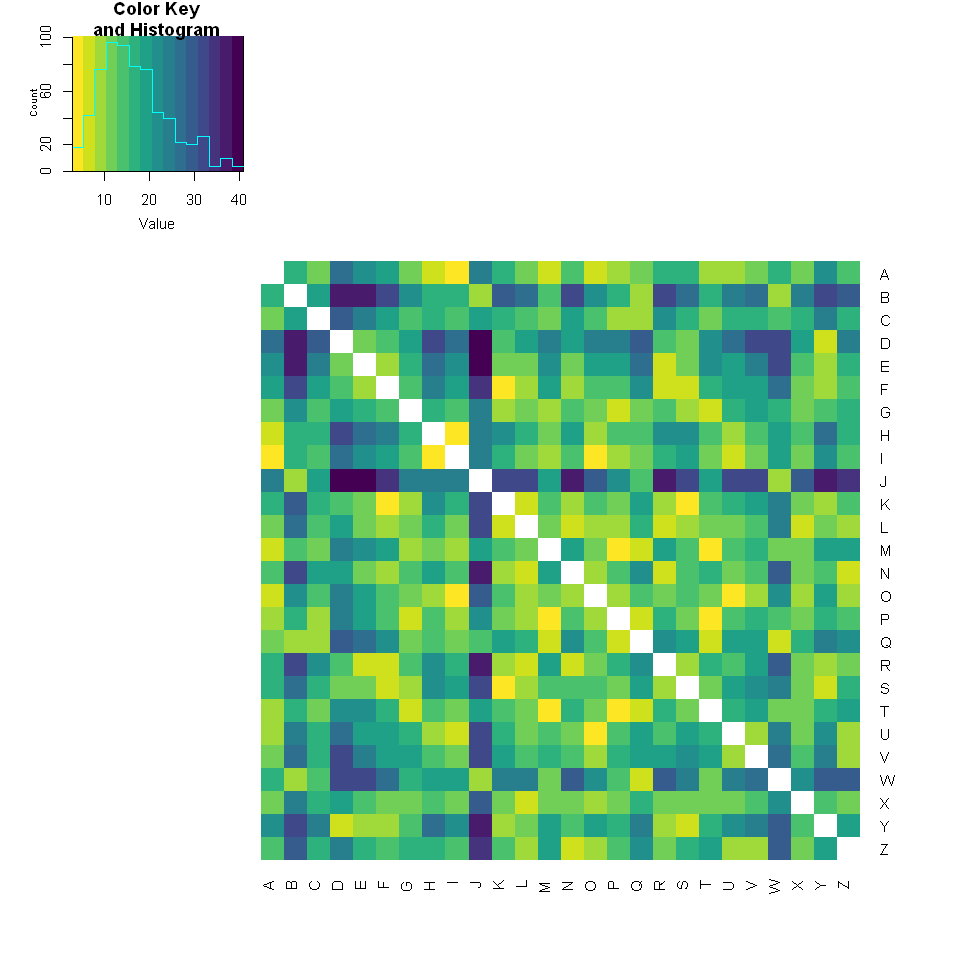 Color Key
and Histogram
Count
0 20 60 100
10 20 30 40
Value
A
B
C
D
E
F
G
H
I
J
K
L
M
N
O
P
Q
R
S
T
U
V
W
X
Y
Z
A B C D E F G H I J K L M N O P Q R S T U V W X Y Z